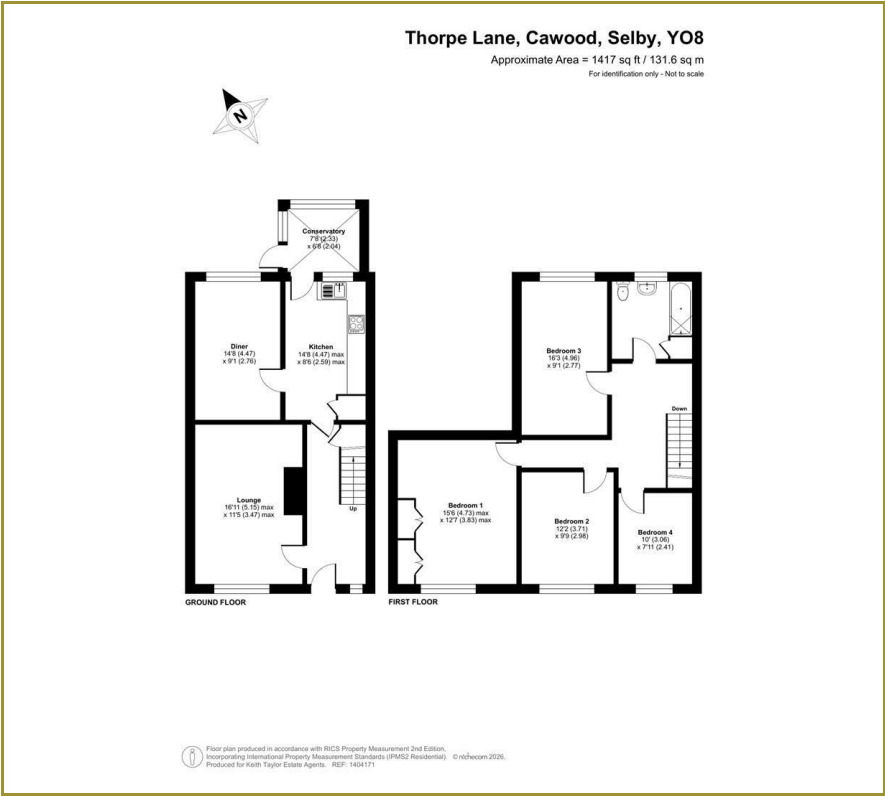 Thorpe Lane, Cawood, Selby, YO8
Approximate Area = 1417 sq ft / 131.6 sq m
For identification only - Not to scale
N
Conservatory
7'8 (2.33)
x 6'8 (2.04)
Diner
14'8 (4.47)
x 9'1 (2.76)
Kitchen
14'8 (4.47) max
x 8'6 (2.59) max
Lounge
16'11 (5.15) max
x 11'5 (3.47) max
Up
GROUND FLOOR
Bedroom 3
16'3 (4.96)
x 9'1 (2.77)
Down
Bedroom 1
15'6 (4.73) max
x 12'7 (3.83) max
Bedroom 2
12'2 (3.71)
x 9'9 (2.98)
Bedroom 4
10' (3.06)
x 7'11 (2.41)
FIRST FLOOR
Floor plan produced in accordance with RICS Property Measurement 2nd Edition,
Incorporating International Property Measurement Standards (IPMS2 Residential). © nichecom 2026.
Produced for Keith Taylor Estate Agents. REF: 1404171